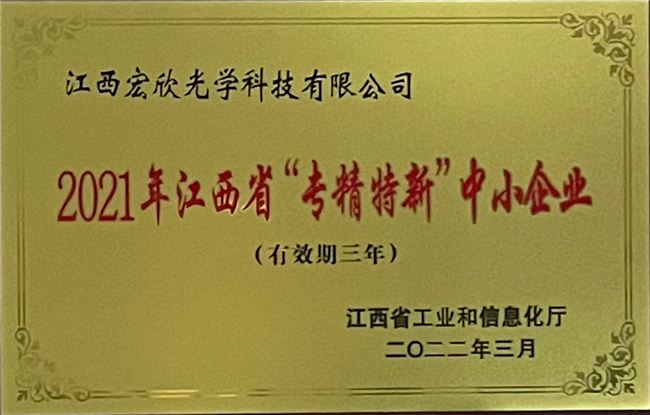 江西宏欣光学科技有限公司
2021年江西省“专精特新”中小企业
（有效期三年）
江西省工业和信息化厅
二〇二二年三月